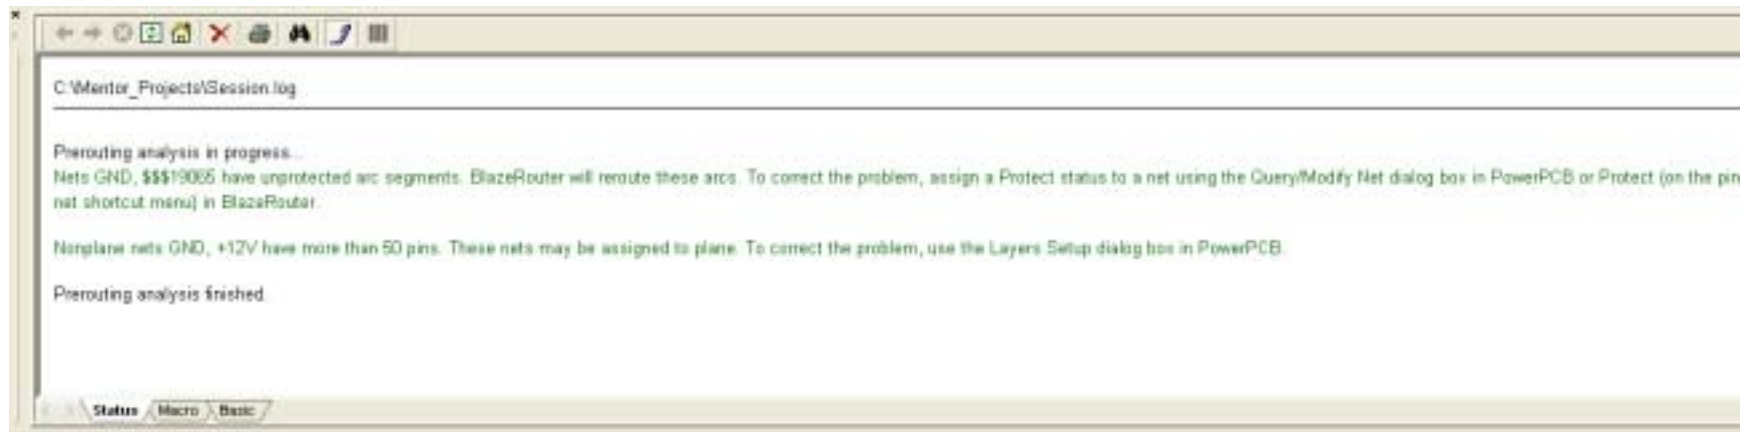 C:\Mentor_Projects\Session.log
Prerouting analysis in progress...
Nets GND, $$$19065 have unprotected arc segments. BlazeRouter will reroute these arcs. To correct the problem, assign a Protect status to a net using the Query/Modify Net dialog box in PowerPCB or Protect (on the pin
net shortcut menu) in BlazeRouter.
Nonplane nets GND, +12V have more than 50 pins. These nets may be assigned to plane. To correct the problem, use the Layers Setup dialog box in PowerPCB.
Prerouting analysis finished.
Status Macro Basic